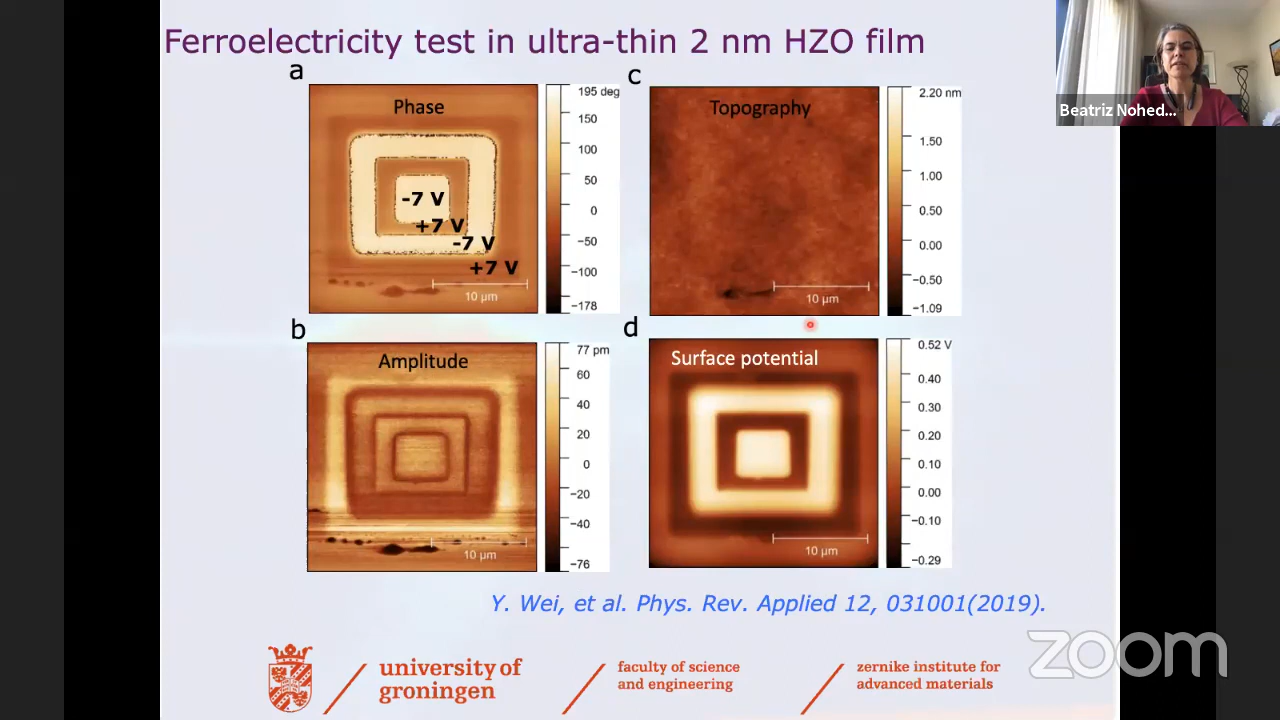 Ferroelectricity test in ultra-thin 2 nm HZO film
Beatriz Nohed...
a
Phase
-7 V
+7 V
-7 V
+7 V
10 µm
195 deg
150
100
50
0
−50
−100
−178
c
Topography
10 µm
2.20 nm
1.50
1.00
0.50
0.00
−0.50
−1.09
b
Amplitude
10 µm
77 pm
60
40
20
0
−20
−40
−76
d
Surface potential
10 µm
0.52 V
0.40
0.30
0.20
0.10
0.00
−0.10
−0.29
Y. Wei, et al. Phys. Rev. Applied 12, 031001(2019).
university of
groningen
faculty of science
and engineering
zernike institute for
advanced materials
zoom